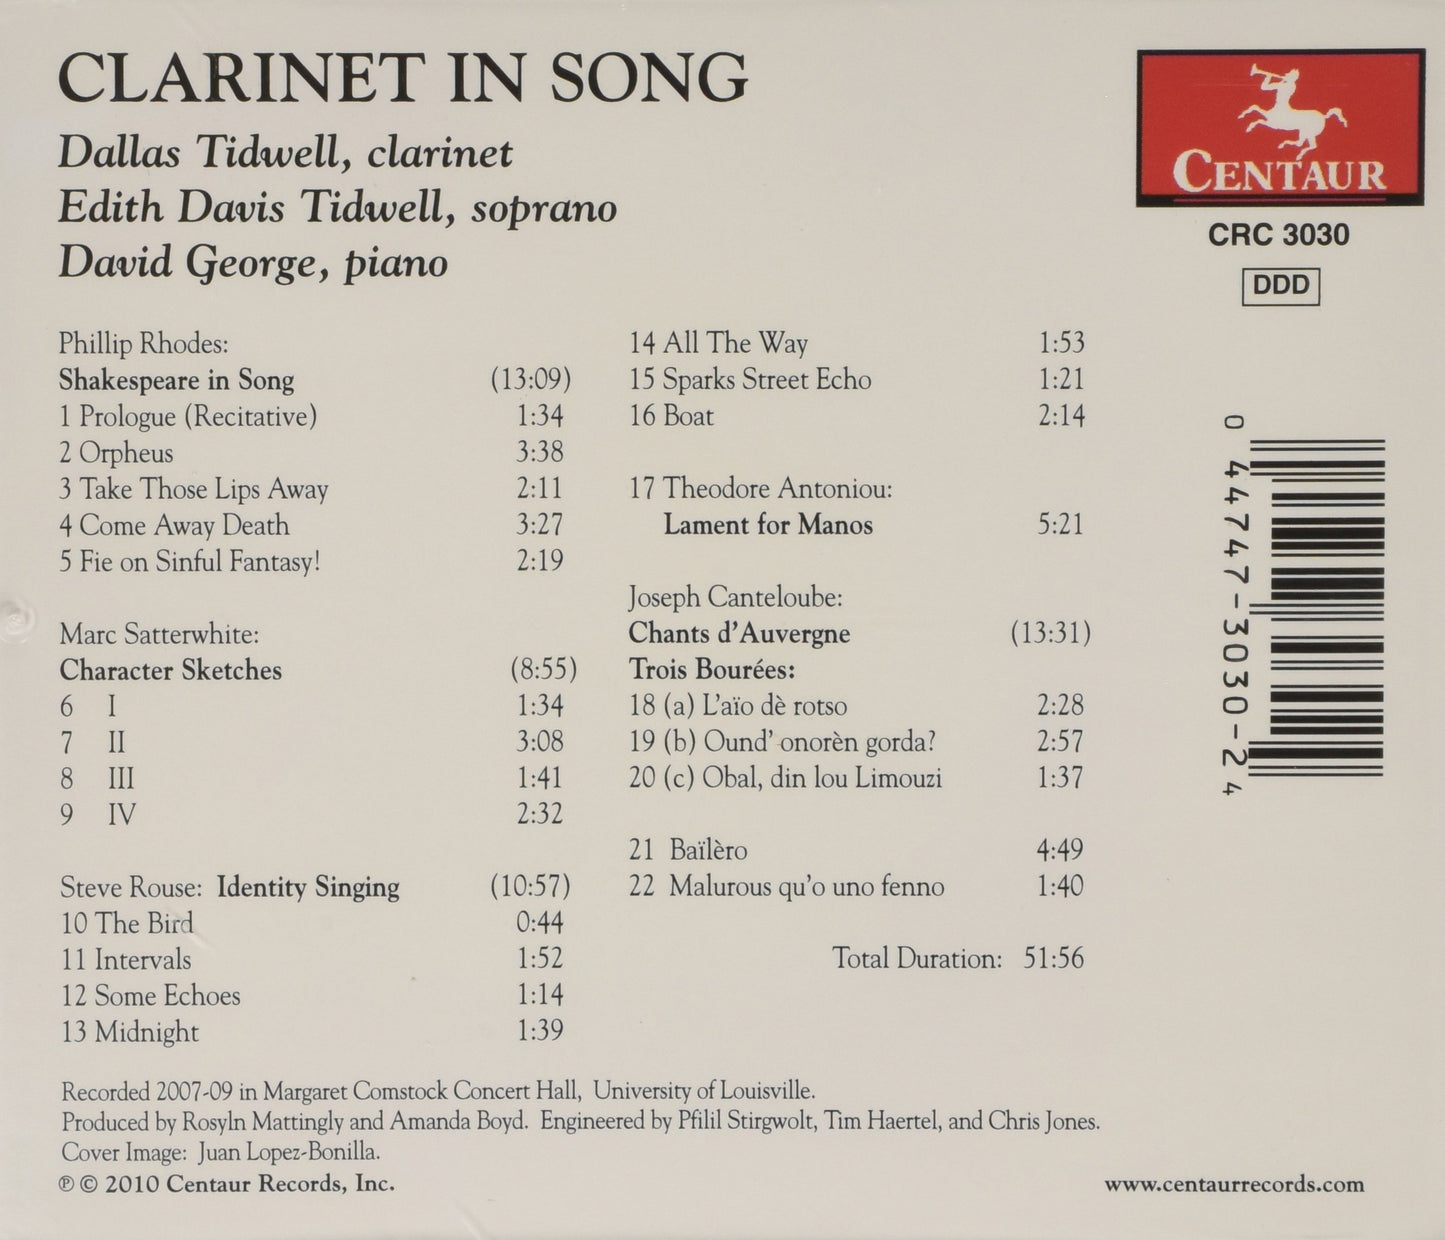 CLARINET IN SONG
Dallas Tidwell, clarinet
Edith Davis Tidwell, soprano
David George, piano
CENTAUR
CRC 3030
DDD
Phillip Rhodes:
Shakespeare in Song (13:09)
1 Prologue (Recitative) 1:34
2 Orpheus 3:38
3 Take Those Lips Away 2:11
4 Come Away Death 3:27
5 Fie on Sinful Fantasy! 2:19
Marc Satterwhite:
Character Sketches (8:55)
6 I 1:34
7 II 3:08
8 III 1:41
9 IV 2:32
Steve Rouse: Identity Singing (10:57)
10 The Bird 0:44
11 Intervals 1:52
12 Some Echoes 1:14
13 Midnight 1:39
14 All The Way 1:53
15 Sparks Street Echo 1:21
16 Boat 2:14
17 Theodore Antoniou:
Lament for Manos 5:21
Joseph Canteloube:
Chants d'Auvergne (13:31)
Trois Bourées:
18 (a) L'aïo dè rotso 2:28
19 (b) Ound' onorèn gorda? 2:57
20 (c) Obal, din lou Limouzi 1:37
21 Baïlèro 4:49
22 Malurous qu'o uno fenno 1:40
Total Duration: 51:56
0 44747-3030-2 4
Recorded 2007-09 in Margaret Comstock Concert Hall, University of Louisville.
Produced by Rosyln Mattingly and Amanda Boyd. Engineered by Pfilil Stirgwolt, Tim Haertel, and Chris Jones.
Cover Image: Juan Lopez-Bonilla.
℗ © 2010 Centaur Records, Inc.
www.centaurrecords.com